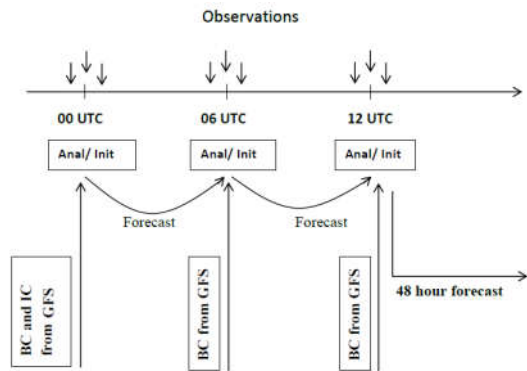 Observations
00 UTC
06 UTC
12 UTC
Anal/ Init
Anal/ Init
Anal/ Init
Forecast
Forecast
BC and IC
from GFS
BC from GFS
BC from GFS
48 hour forecast